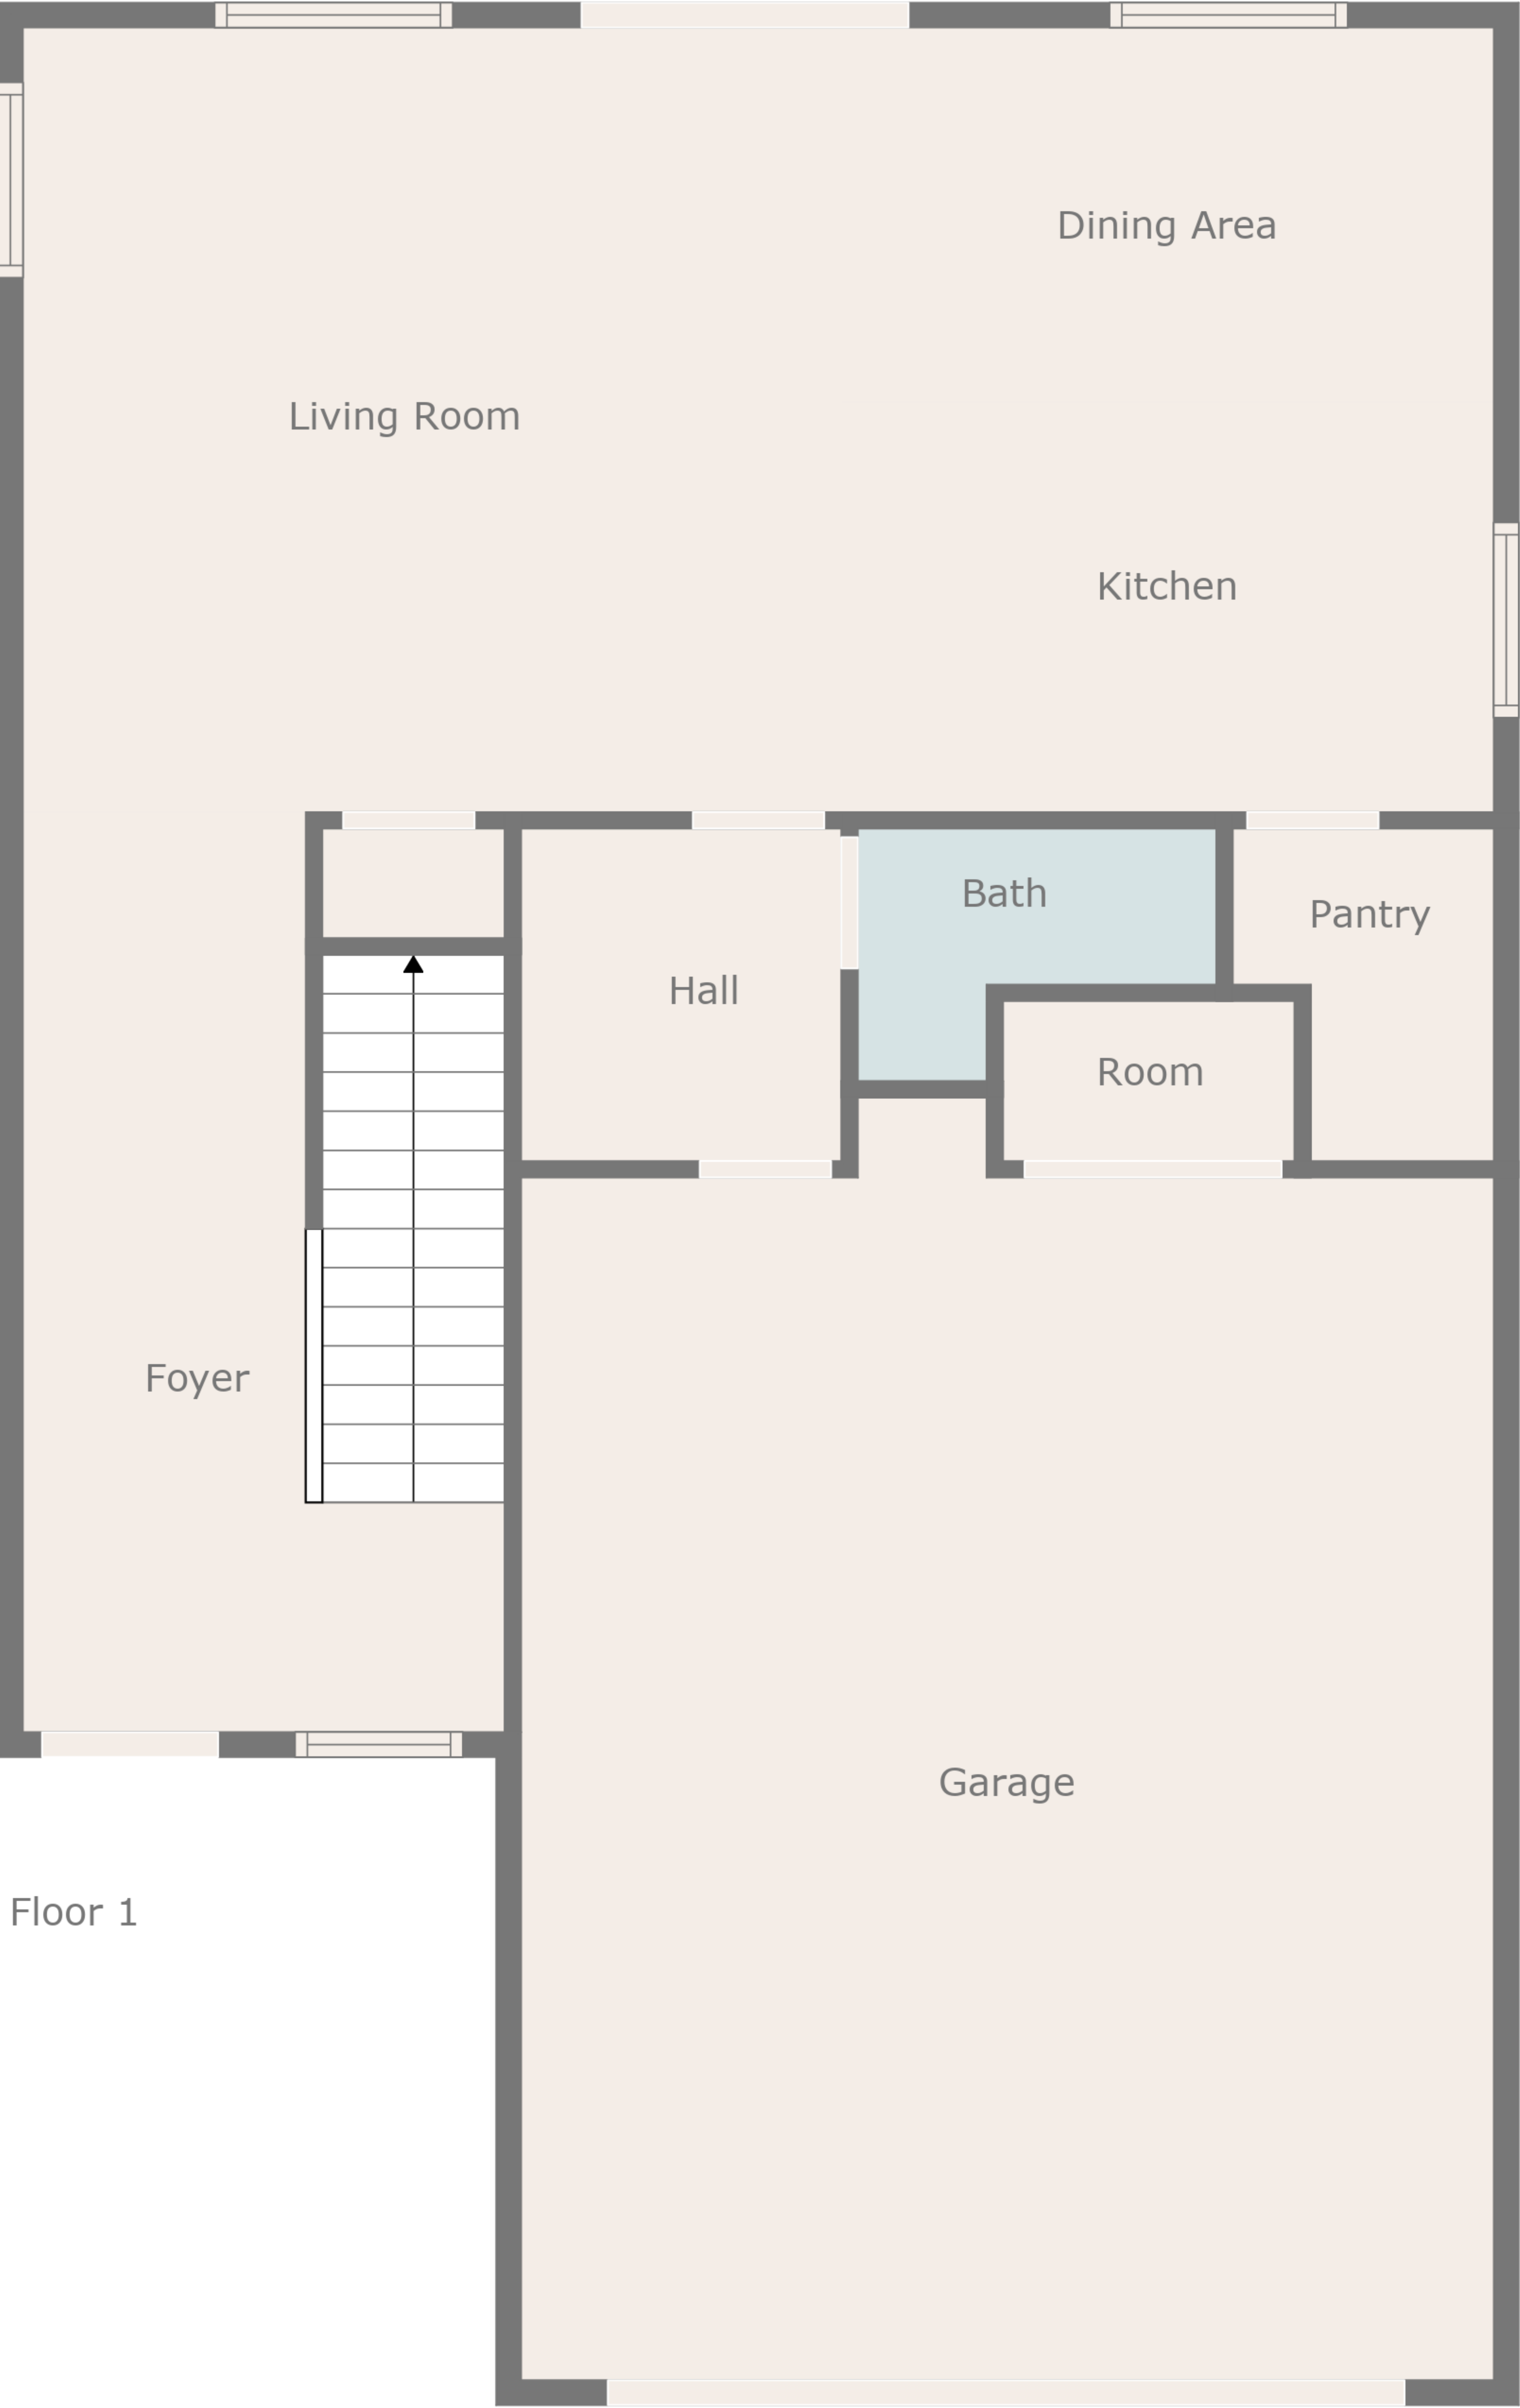 Dining Area
Living Room
Kitchen
Bath
Pantry
Hall
Room
Foyer
Garage
Floor 1